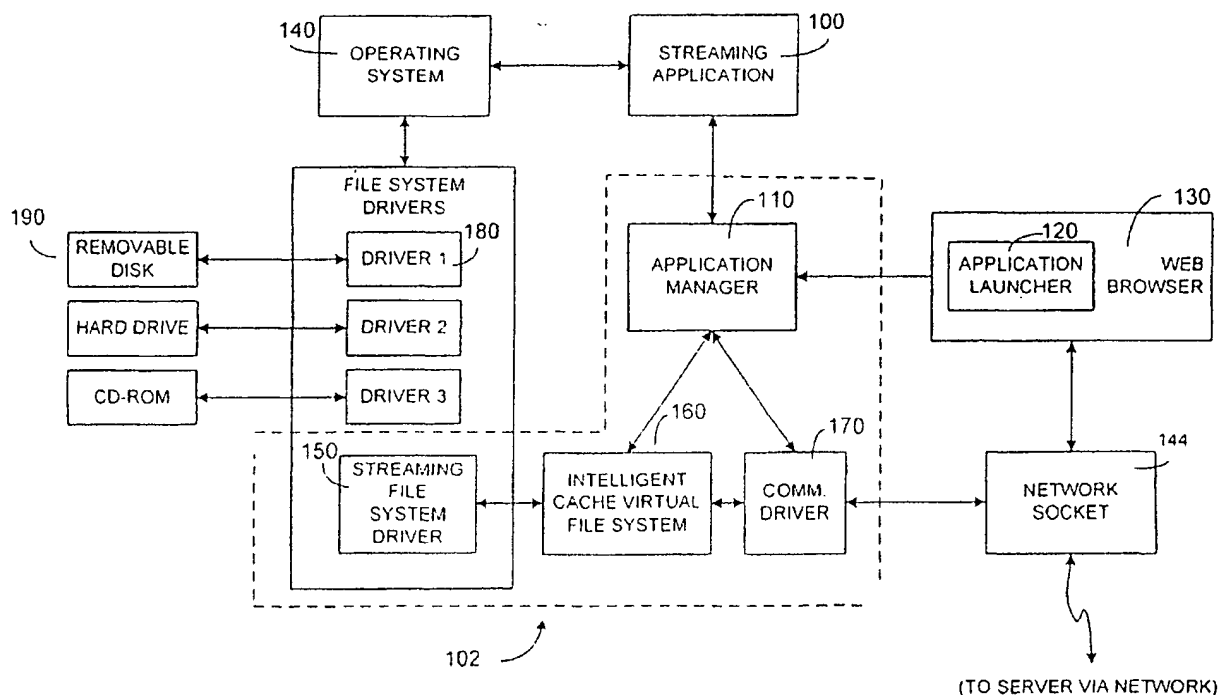 140
OPERATING
SYSTEM
100
STREAMING
APPLICATION
FILE SYSTEM
DRIVERS
190
REMOVABLE
DISK
DRIVER 1
180
HARD DRIVE
DRIVER 2
CD-ROM
DRIVER 3
110
APPLICATION
MANAGER
130
120
APPLICATION
LAUNCHER
WEB
BROWSER
150
STREAMING
FILE
SYSTEM
DRIVER
160
INTELLIGENT
CACHE VIRTUAL
FILE SYSTEM
170
COMM.
DRIVER
144
NETWORK
SOCKET
102
(TO SERVER VIA NETWORK)